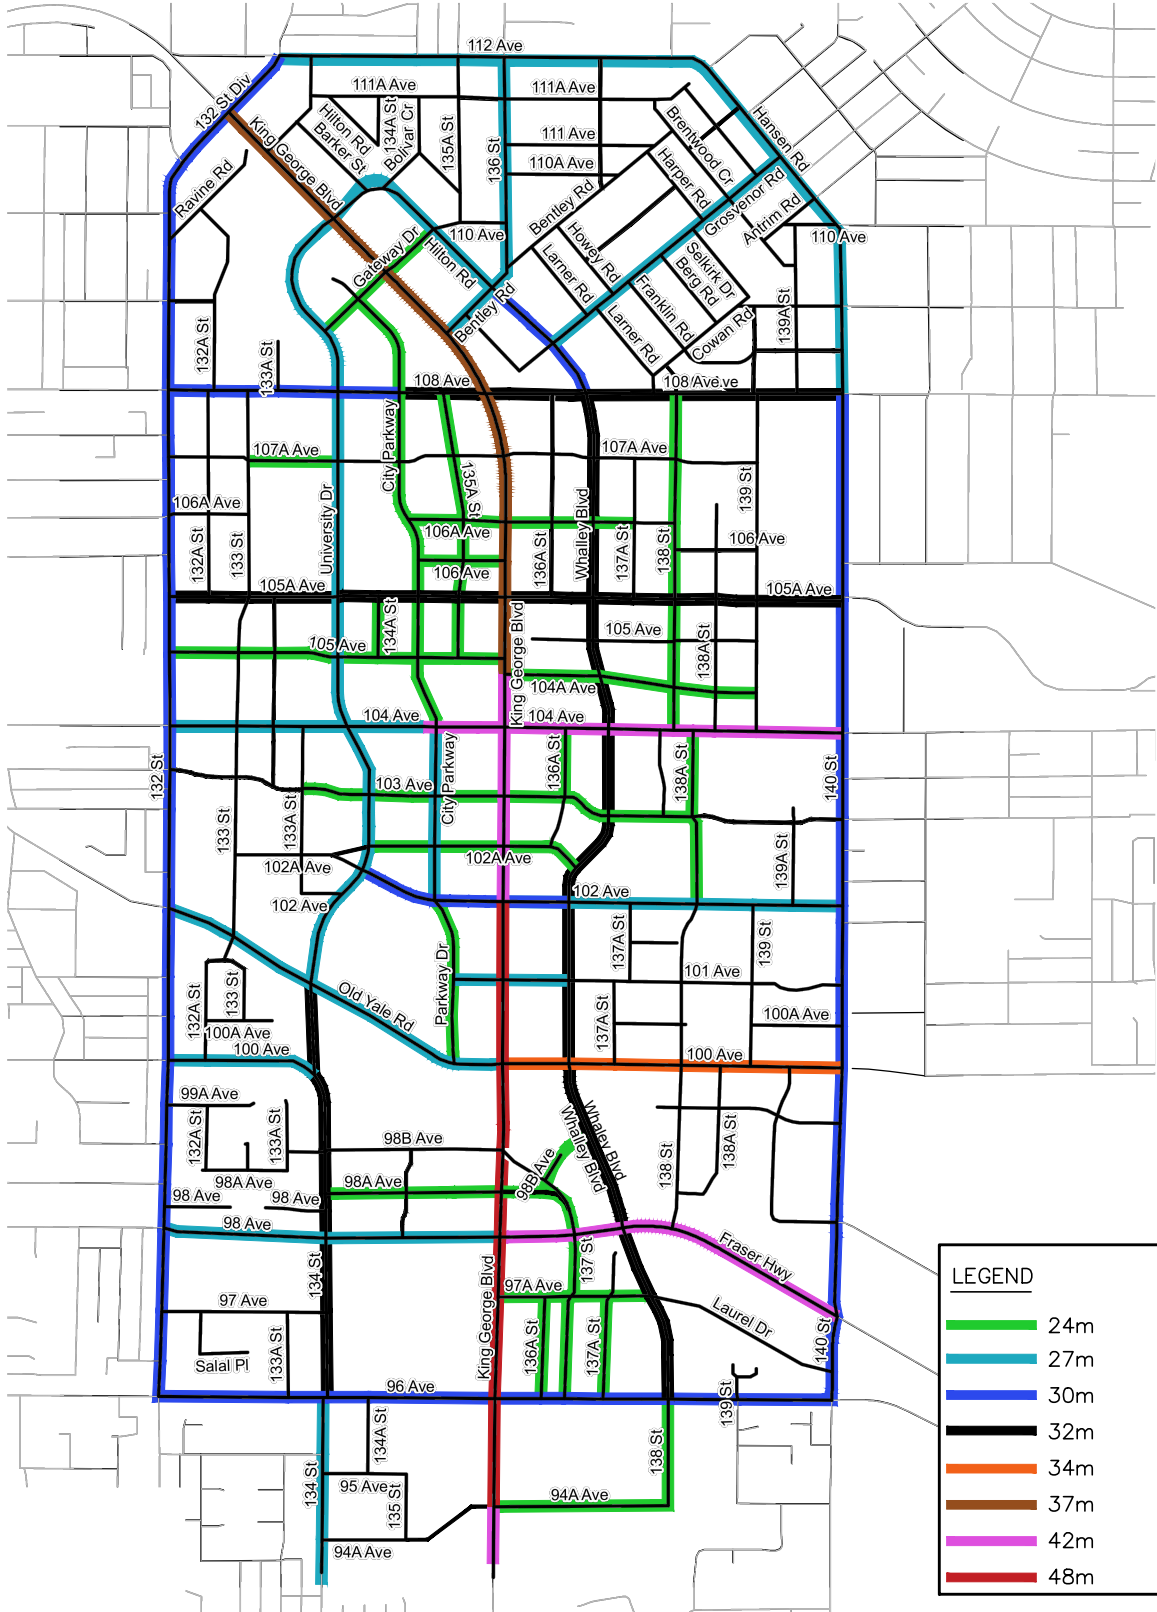 112 Ave
132 St Div
111A Ave
111A Ave
King George Blvd
Hilton Rd
Barker St
134A St
Bolivar Cr
135A St
136 St
111 Ave
110A Ave
Brentwood Cr
Hansen Rd
Harper Rd
Grosvenor Rd
Antrim Rd
Ravine Rd
Bentley Rd
110 Ave
110 Ave
Gateway Dr
Hilton Rd
Howey Rd
Larner Rd
Selkirk Dr
Berg Rd
Franklin Rd
Bentley Rd
Larner Rd
Cowan Rd
139A St
132A St
133A St
108 Ave
108 Ave
ve
City Parkway
107A Ave
107A Ave
135A St
139 St
106A Ave
University Dr
Whalley Blvd
106A Ave
106 Ave
132A St
133 St
136A St
137A St
138 St
106 Ave
105A Ave
105A Ave
134A St
105 Ave
King George Blvd
105 Ave
138A St
104A Ave
104 Ave
104 Ave
132 St
City Parkway
136A St
138A St
140 St
103 Ave
133 St
133A St
102A Ave
102A Ave
139A St
102 Ave
102 Ave
137A St
139 St
Parkway Dr
101 Ave
133 St
132A St
Old Yale Rd
137A St
100A Ave
100A Ave
100 Ave
100 Ave
99A Ave
132A St
133A St
98B Ave
Whaley Blvd
Whalley Blvd
138 St
138A St
98B Ave
98A Ave
98A Ave
98 Ave
98 Ave
98 Ave
137 St
Fraser Hwy
134 St
King George Blvd
97A Ave
97 Ave
Laurel Dr
133A St
136A St
137A St
140 St
Salal Pl
96 Ave
139 St
134A St
138 St
134 St
95 Ave
135 St
94A Ave
94A Ave
LEGEND
24m
27m
30m
32m
34m
37m
42m
48m